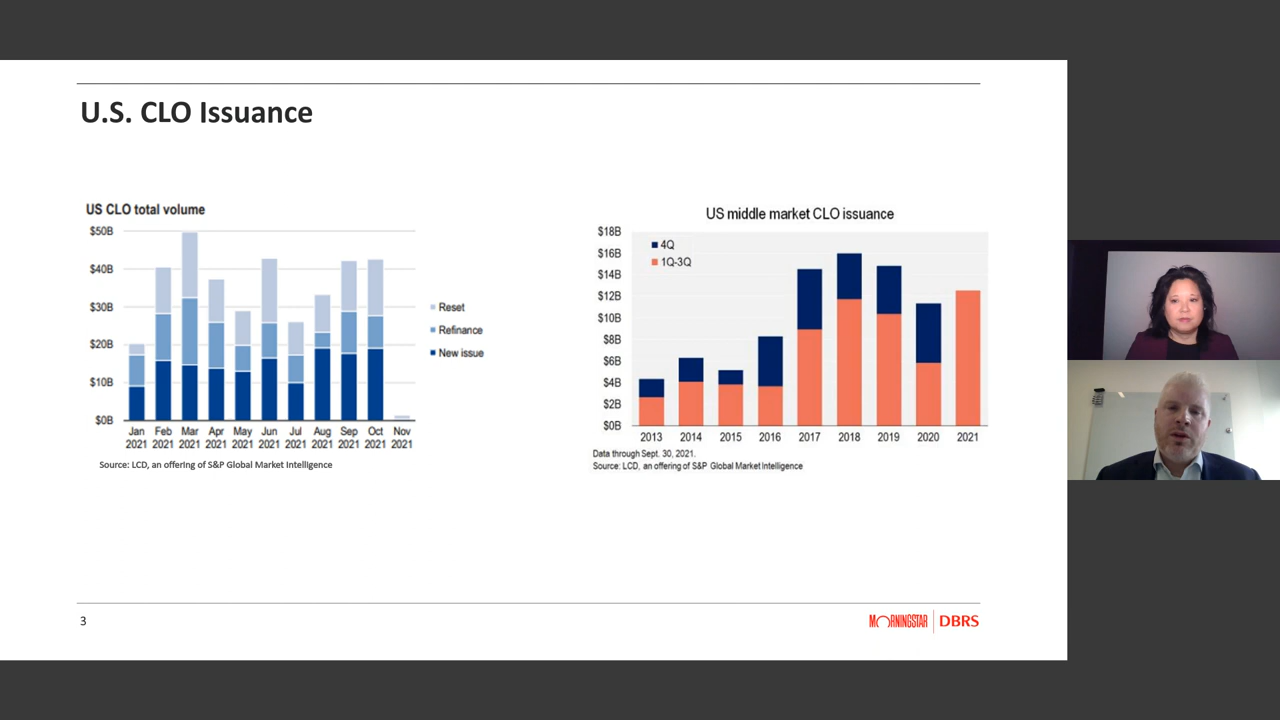 U.S. CLO Issuance
US CLO total volume
$50B
$40B
$30B
$20B
$10B
$0B
Jan Feb Mar Apr May Jun Jul Aug Sep Oct Nov
2021 2021 2021 2021 2021 2021 2021 2021 2021 2021 2021
Reset
Refinance
New issue
Source: LCD, an offering of S&P Global Market Intelligence
US middle market CLO issuance
$18B
$16B
$14B
$12B
$10B
$8B
$6B
$4B
$2B
$0B
4Q
1Q-3Q
2013 2014 2015 2016 2017 2018 2019 2020 2021
Data through Sept. 30, 2021.
Source: LCD, an offering of S&P Global Market Intelligence
3
MORNINGSTAR DBRS